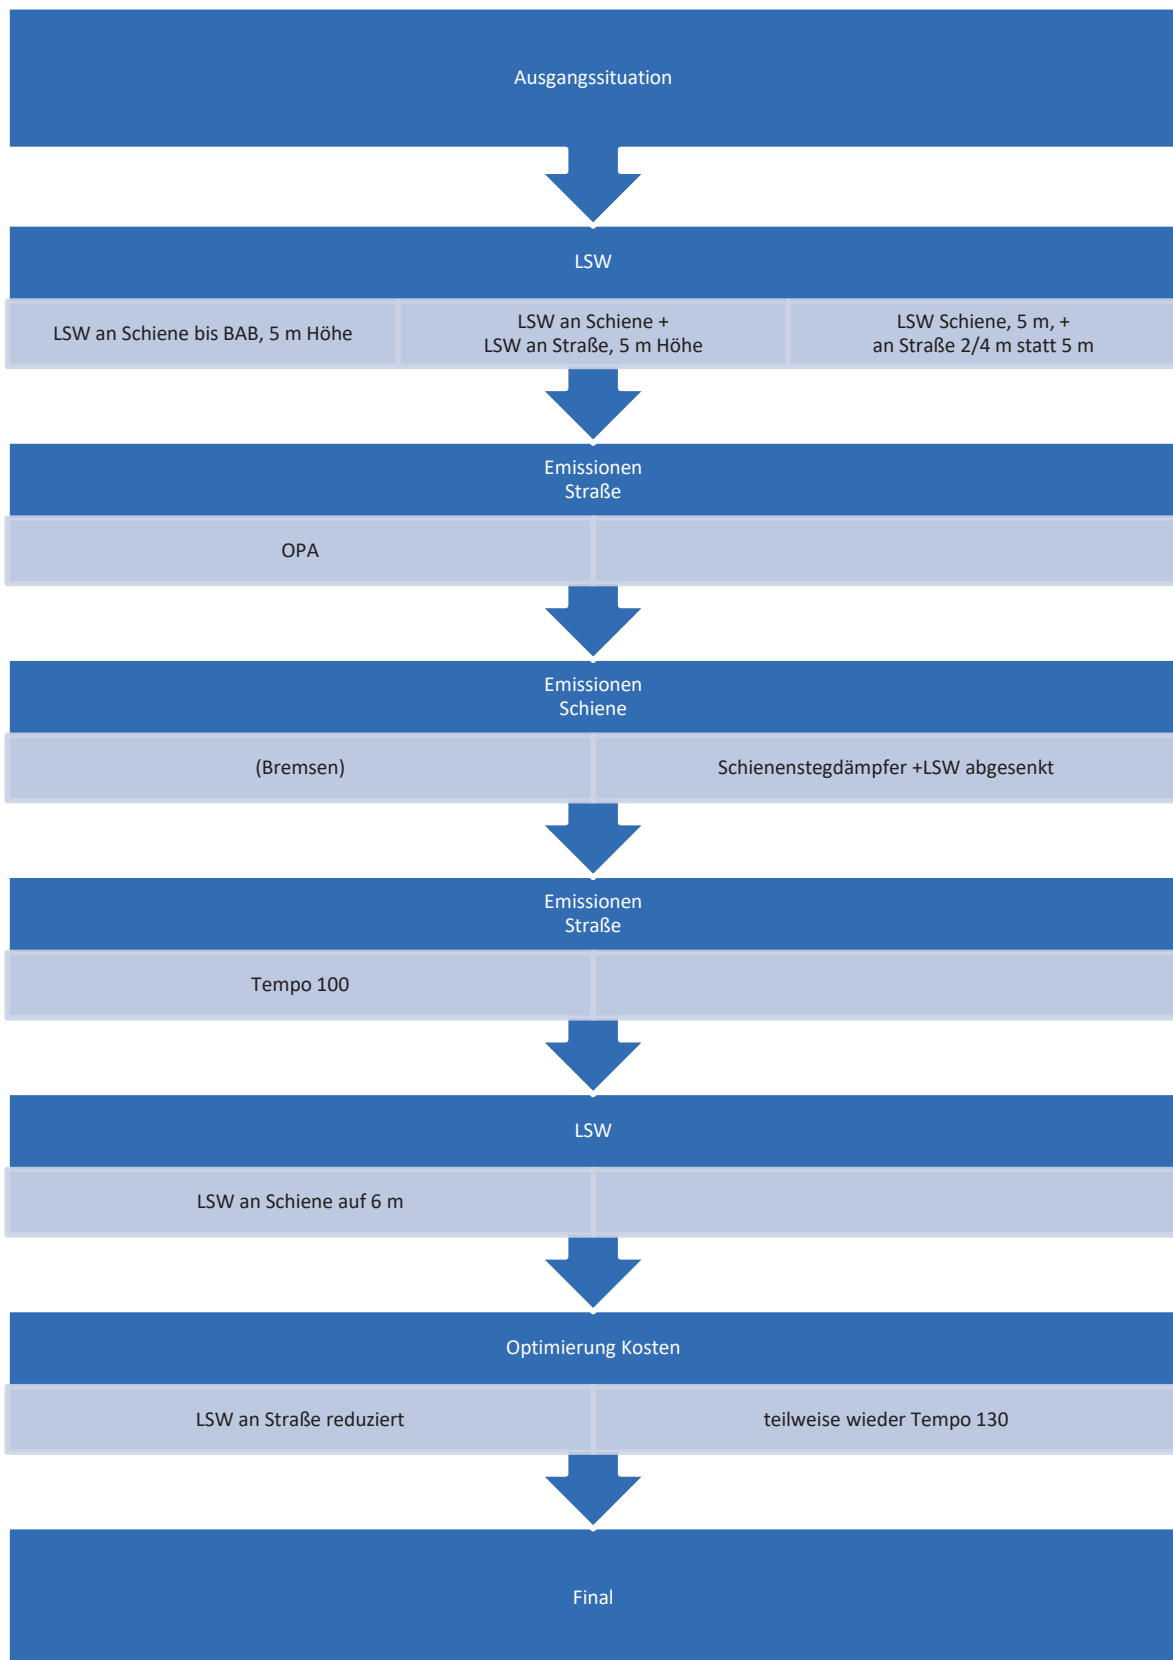 Ausgangssituation
LSW
LSW an Schiene bis BAB, 5 m Höhe
LSW an Schiene +
LSW an Straße, 5 m Höhe
LSW Schiene, 5 m, +
an Straße 2/4 m statt 5 m
Emissionen
Straße
OPA
Emissionen
Schiene
(Bremsen)
Schienenstegdämpfer +LSW abgesenkt
Emissionen
Straße
Tempo 100
LSW
LSW an Schiene auf 6 m
Optimierung Kosten
LSW an Straße reduziert
teilweise wieder Tempo 130
Final